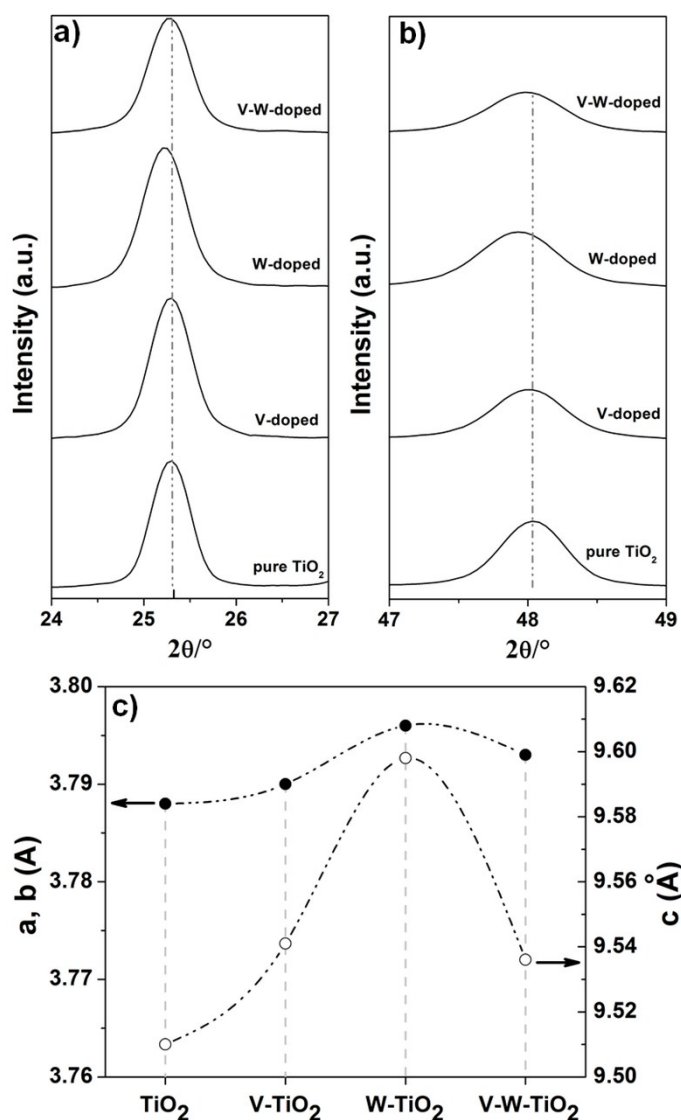 a)
V-W-doped
W-doped
V-doped
pure TiO₂
Intensity (a.u.)
24 25 26 27
2θ/°
b)
V-W-doped
W-doped
V-doped
pure TiO₂
Intensity (a.u.)
47 48 49
2θ/°
c)
3.80
3.79
3.78
3.77
3.76
a, b (A)
9.62
9.60
9.58
9.56
9.54
9.52
9.50
c (Å)
TiO₂ V-TiO₂ W-TiO₂ V-W-TiO₂